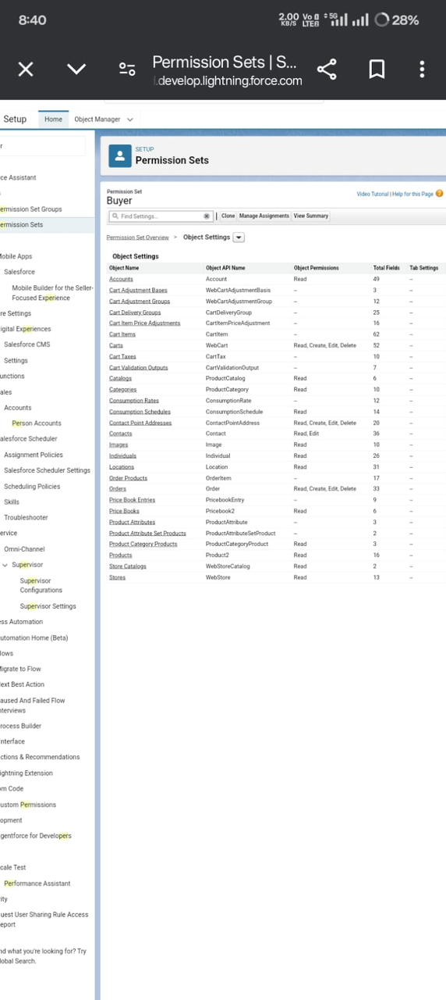 8:40
2.00 KB/S Vo LTE 5G 28%
Permission Sets | S...
l.develop.lightning.force.com
Setup Home Object Manager
r
SETUP
Permission Sets
Permission Set
Buyer
Video Tutorial | Help for this Page
Find Settings... | Clone Manage Assignments View Summary
Permission Set Overview > Object Settings
Object Settings
Object Name Object API Name Object Permissions Total Fields Tab Settings
Accounts Account Read 49 --
Cart Adjustment Bases WebCartAdjustmentBasis -- 3 --
Cart Adjustment Groups WebCartAdjustmentGroup -- 12 --
Cart Delivery Groups CartDeliveryGroup -- 25 --
Cart Item Price Adjustments CartItemPriceAdjustment -- 16 --
Cart Items CartItem -- 62 --
Carts WebCart Read, Create, Edit, Delete 52 --
Cart Taxes CartTax -- 10 --
Cart Validation Outputs CartValidationOutput -- 7 --
Catalogs ProductCatalog Read 6 --
Categories ProductCategory Read 10 --
Consumption Rates ConsumptionRate -- 12 --
Consumption Schedules ConsumptionSchedule Read 14 --
Contact Point Addresses ContactPointAddress Read, Create, Edit, Delete 20 --
Contacts Contact Read, Edit 36 --
Images Image Read 10 --
Individuals Individual Read 26 --
Locations Location Read 31 --
Order Products OrderItem -- 17 --
Orders Order Read, Create, Edit, Delete 33 --
Price Book Entries PricebookEntry -- 9 --
Price Books Pricebook2 Read 6 --
Product Attributes ProductAttribute -- 3 --
Product Attribute Set Products ProductAttributeSetProduct -- 2 --
Product Category Products ProductCategoryProduct Read 3 --
Products Product2 Read 16 --
Store Catalogs WebStoreCatalog Read 2 --
Stores WebStore Read 13 --
ce Assistant
s
ermission Set Groups
ermission Sets
Mobile Apps
Salesforce
Mobile Builder for the Seller-
Focused Experience
re Settings
igital Experiences
Salesforce CMS
Settings
unctions
ales
Accounts
Person Accounts
alesforce Scheduler
Assignment Policies
Salesforce Scheduler Settings
Scheduling Policies
Skills
Troubleshooter
ervice
Omni-Channel
Supervisor
Supervisor
Configurations
Supervisor Settings
ess Automation
utomation Home (Beta)
lows
Migrate to Flow
ext Best Action
aused And Failed Flow
nterviews
rocess Builder
nterface
ctions & Recommendations
ightning Extension
om Code
ustom Permissions
opment
gentforce for Developers
cale Test
Performance Assistant
rity
uest User Sharing Rule Access
eport
nd what you're looking for? Try
lobal Search.